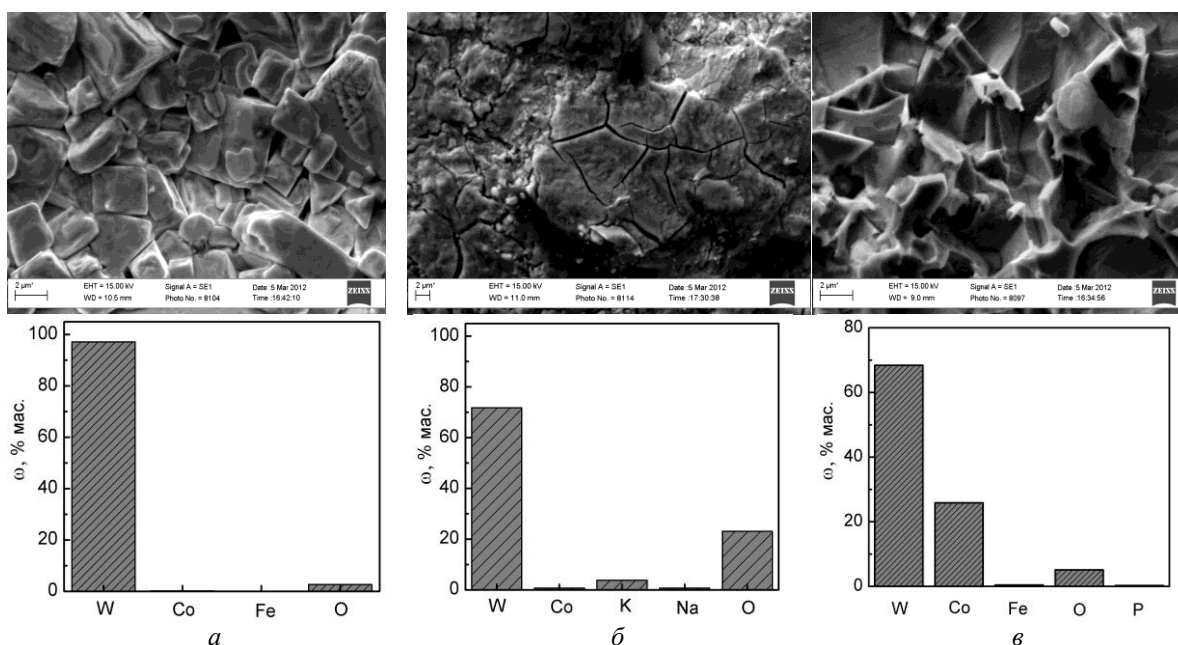 2 µm* EHT = 15.00 kV Signal A = SE1 Date :5 Mar 2012 ZEISS
WD = 10.5 mm Photo No. = 8104 Time :16:42:10
2 µm* EHT = 15.00 kV Signal A = SE1 Date :5 Mar 2012 ZEISS
WD = 11.0 mm Photo No. = 8114 Time :17:30:38
2 µm* EHT = 15.00 kV Signal A = SE1 Date :5 Mar 2012 ZEISS
WD = 9.0 mm Photo No. = 8097 Time :16:34:56
ω, % мас.
100
80
60
40
20
0
W Co Fe O
а
ω, % мас.
100
80
60
40
20
0
W Co K Na O
б
ω, % мас.
80
60
40
20
0
W Co Fe O P
в